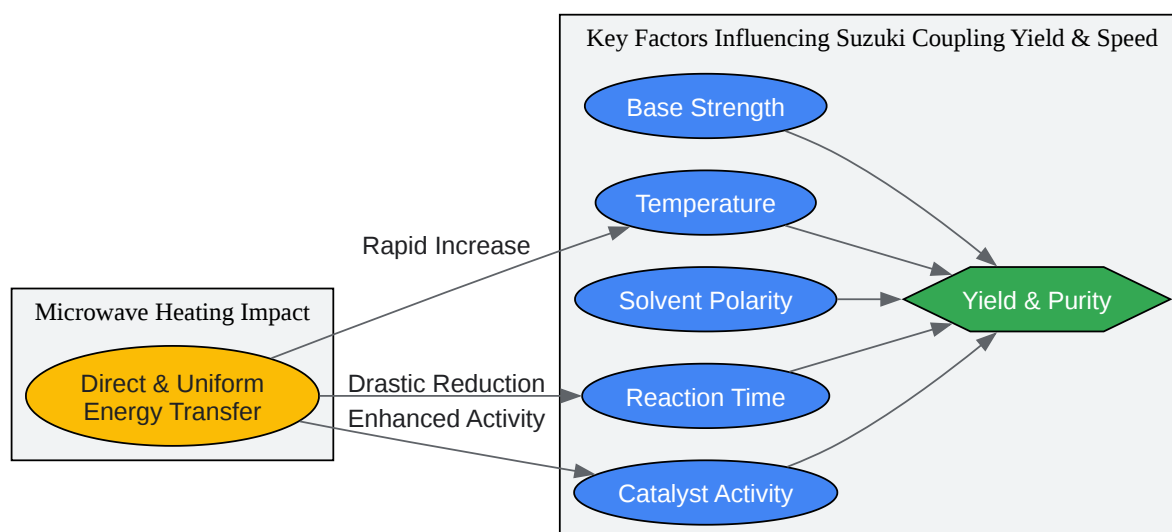 Key Factors Influencing Suzuki Coupling Yield & Speed
Base Strength
Temperature
Rapid Increase
Solvent Polarity
Yield & Purity
Microwave Heating Impact
Direct & Uniform
Energy Transfer
Drastic Reduction
Enhanced Activity
Reaction Time
Catalyst Activity